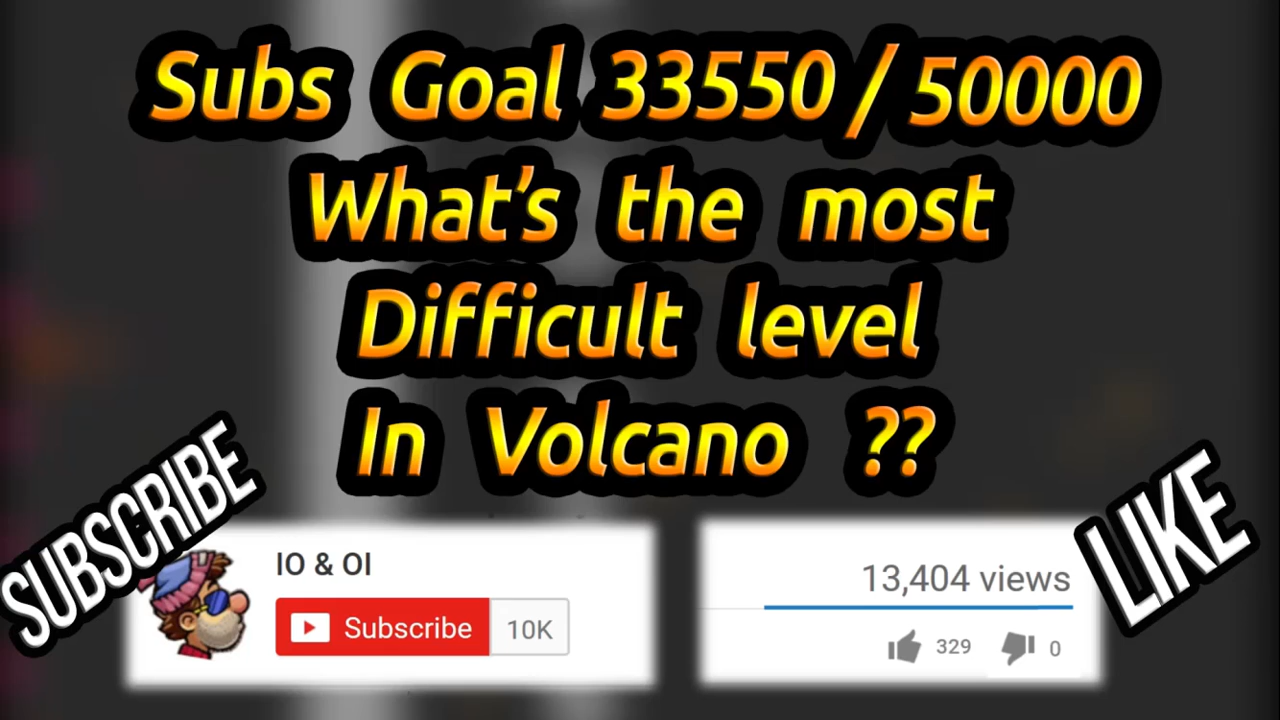 Subs Goal 33550 / 50000
What's the most
Difficult level
In Volcano ??
SUBSCRIBE
LIKE
IO & OI
Subscribe 10K
13,404 views
329 0